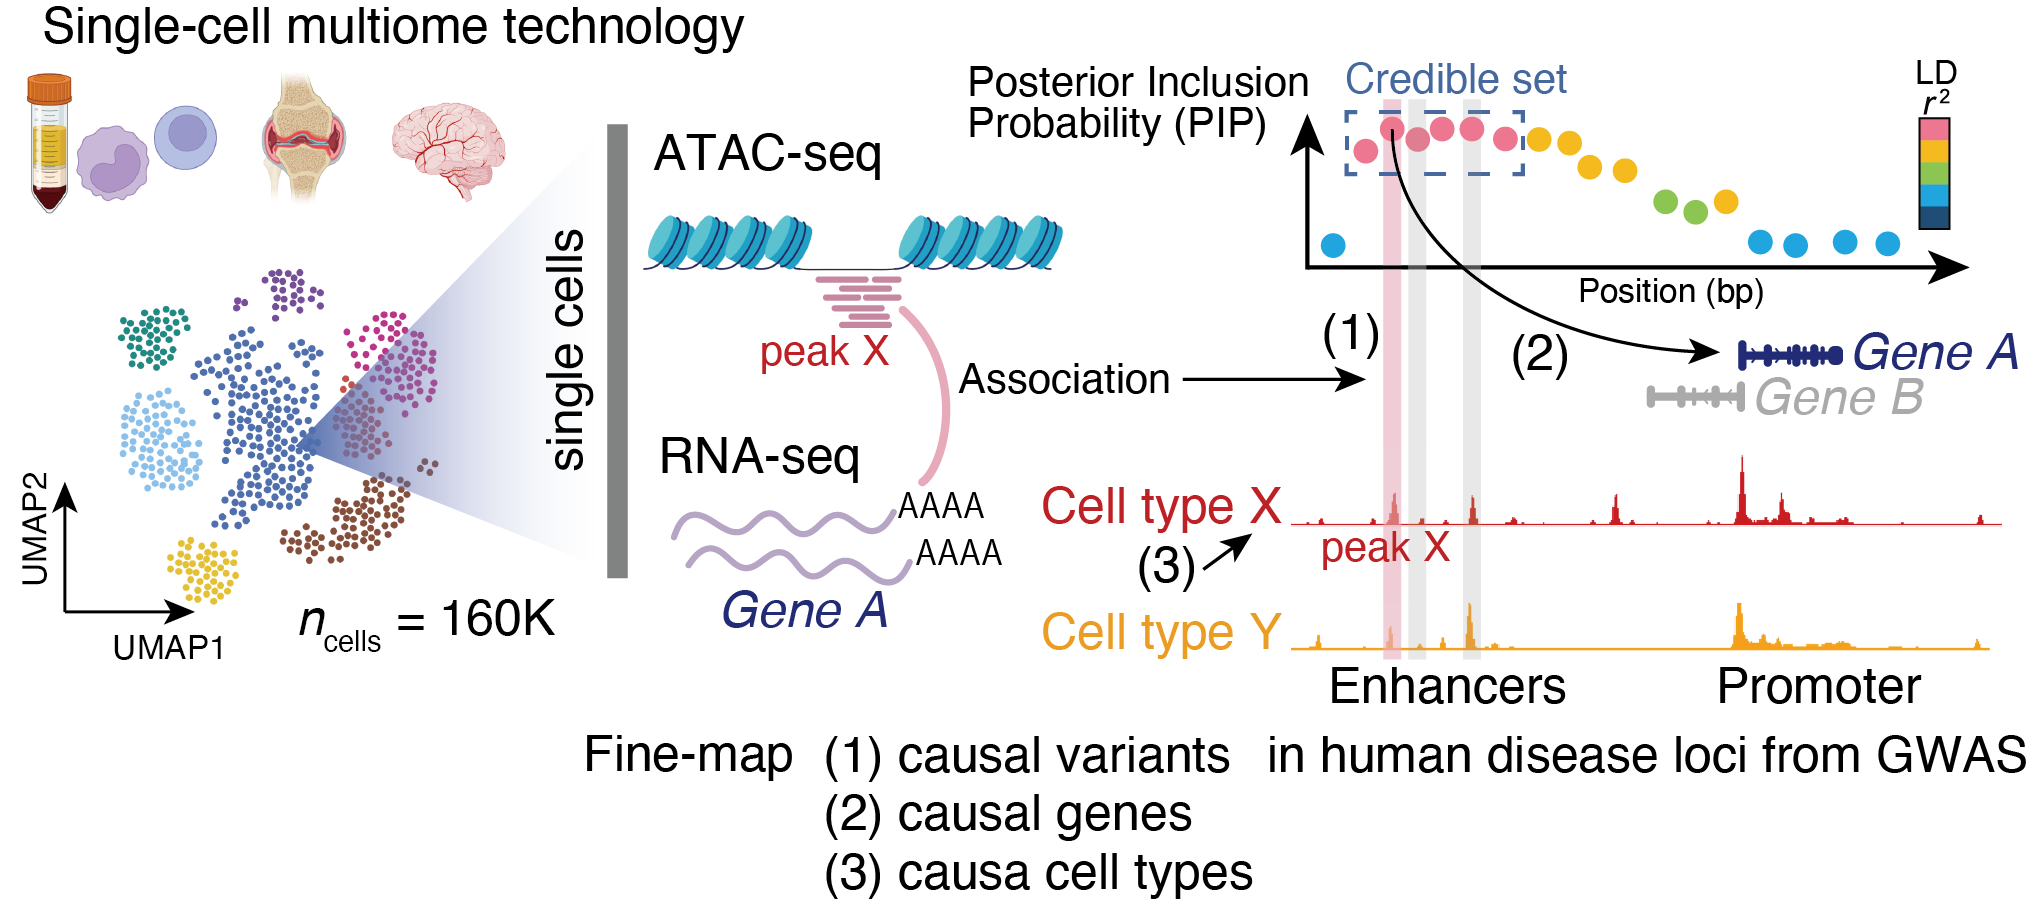 Single-cell multiome technology
UMAP2
UMAP1
n cells = 160K
single cells
ATAC-seq
peak X
Association
RNA-seq
AAAA
AAAA
Gene A
Posterior Inclusion
Probability (PIP)
Credible set
LD
r²
Position (bp)
(1)
(2)
Gene A
Gene B
Cell type X
peak X
(3)
Cell type Y
Enhancers
Promoter
Fine-map (1) causal variants in human disease loci from GWAS
(2) causal genes
(3) causa cell types